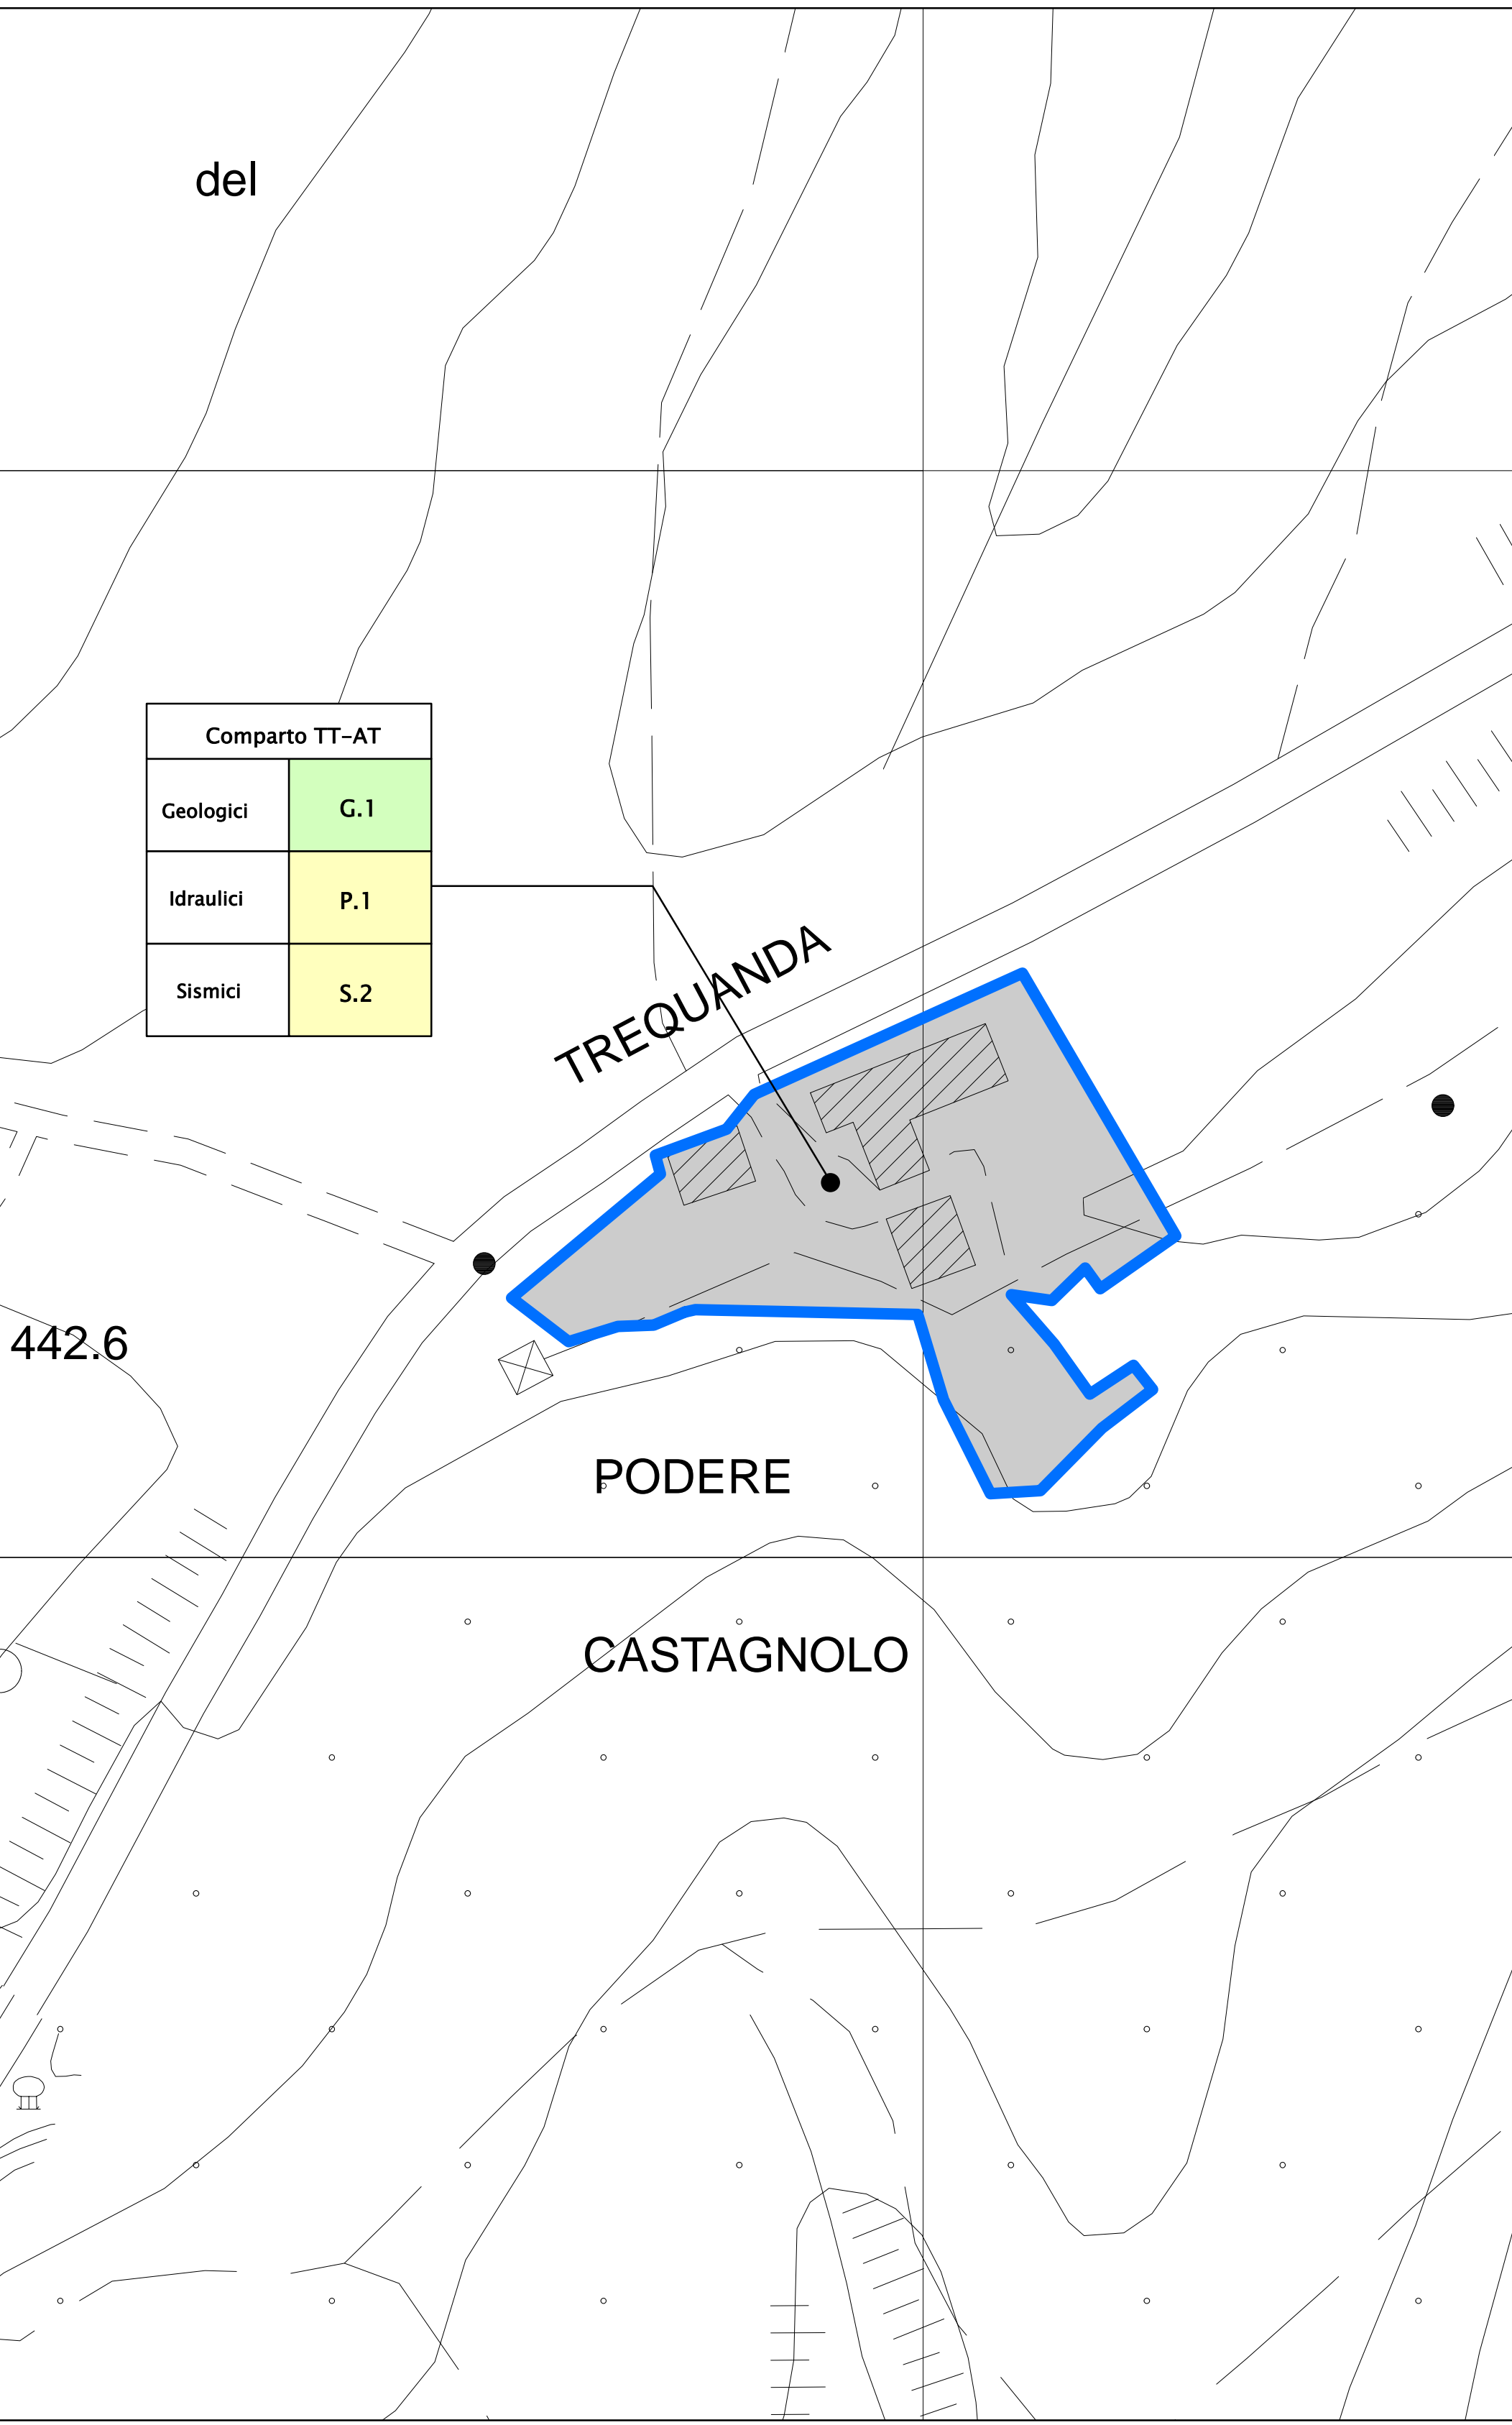 del
Comparto TT-AT
Geologici G.1
Idraulici P.1
Sismici S.2
TREQUANDA
442.6
PODERE
CASTAGNOLO